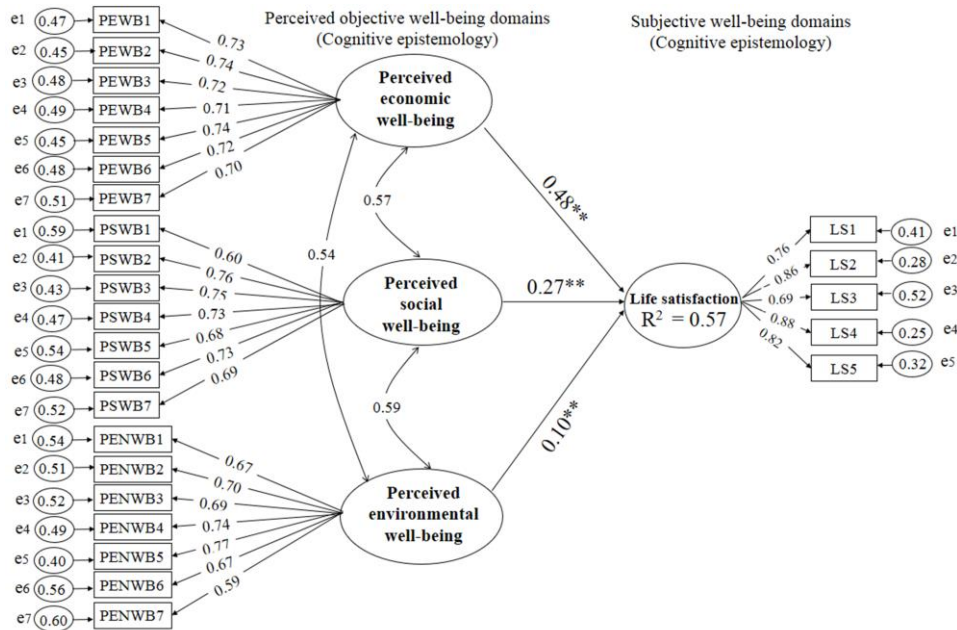 Perceived objective well-being domains
(Cognitive epistemology)
Subjective well-being domains
(Cognitive epistemology)
e1 0.47 PEWB1 0.73
e2 0.45 PEWB2 0.74
e3 0.48 PEWB3 0.72
e4 0.49 PEWB4 0.71
e5 0.45 PEWB5 0.74
e6 0.48 PEWB6 0.72
e7 0.51 PEWB7 0.70
Perceived
economic
well-being
e1 0.59 PSWB1 0.60
e2 0.41 PSWB2 0.76
e3 0.43 PSWB3 0.75
e4 0.47 PSWB4 0.73
e5 0.54 PSWB5 0.68
e6 0.48 PSWB6 0.73
e7 0.52 PSWB7 0.69
Perceived
social
well-being
e1 0.54 PENWB1 0.67
e2 0.51 PENWB2 0.70
e3 0.52 PENWB3 0.69
e4 0.49 PENWB4 0.74
e5 0.40 PENWB5 0.77
e6 0.56 PENWB6 0.67
e7 0.60 PENWB7 0.59
Perceived
environmental
well-being
0.57
0.54
0.59
0.48**
0.27**
0.10**
Life satisfaction
R² = 0.57
0.76 LS1 0.41 e1
0.86 LS2 0.28 e2
0.69 LS3 0.52 e3
0.88 LS4 0.25 e4
0.82 LS5 0.32 e5